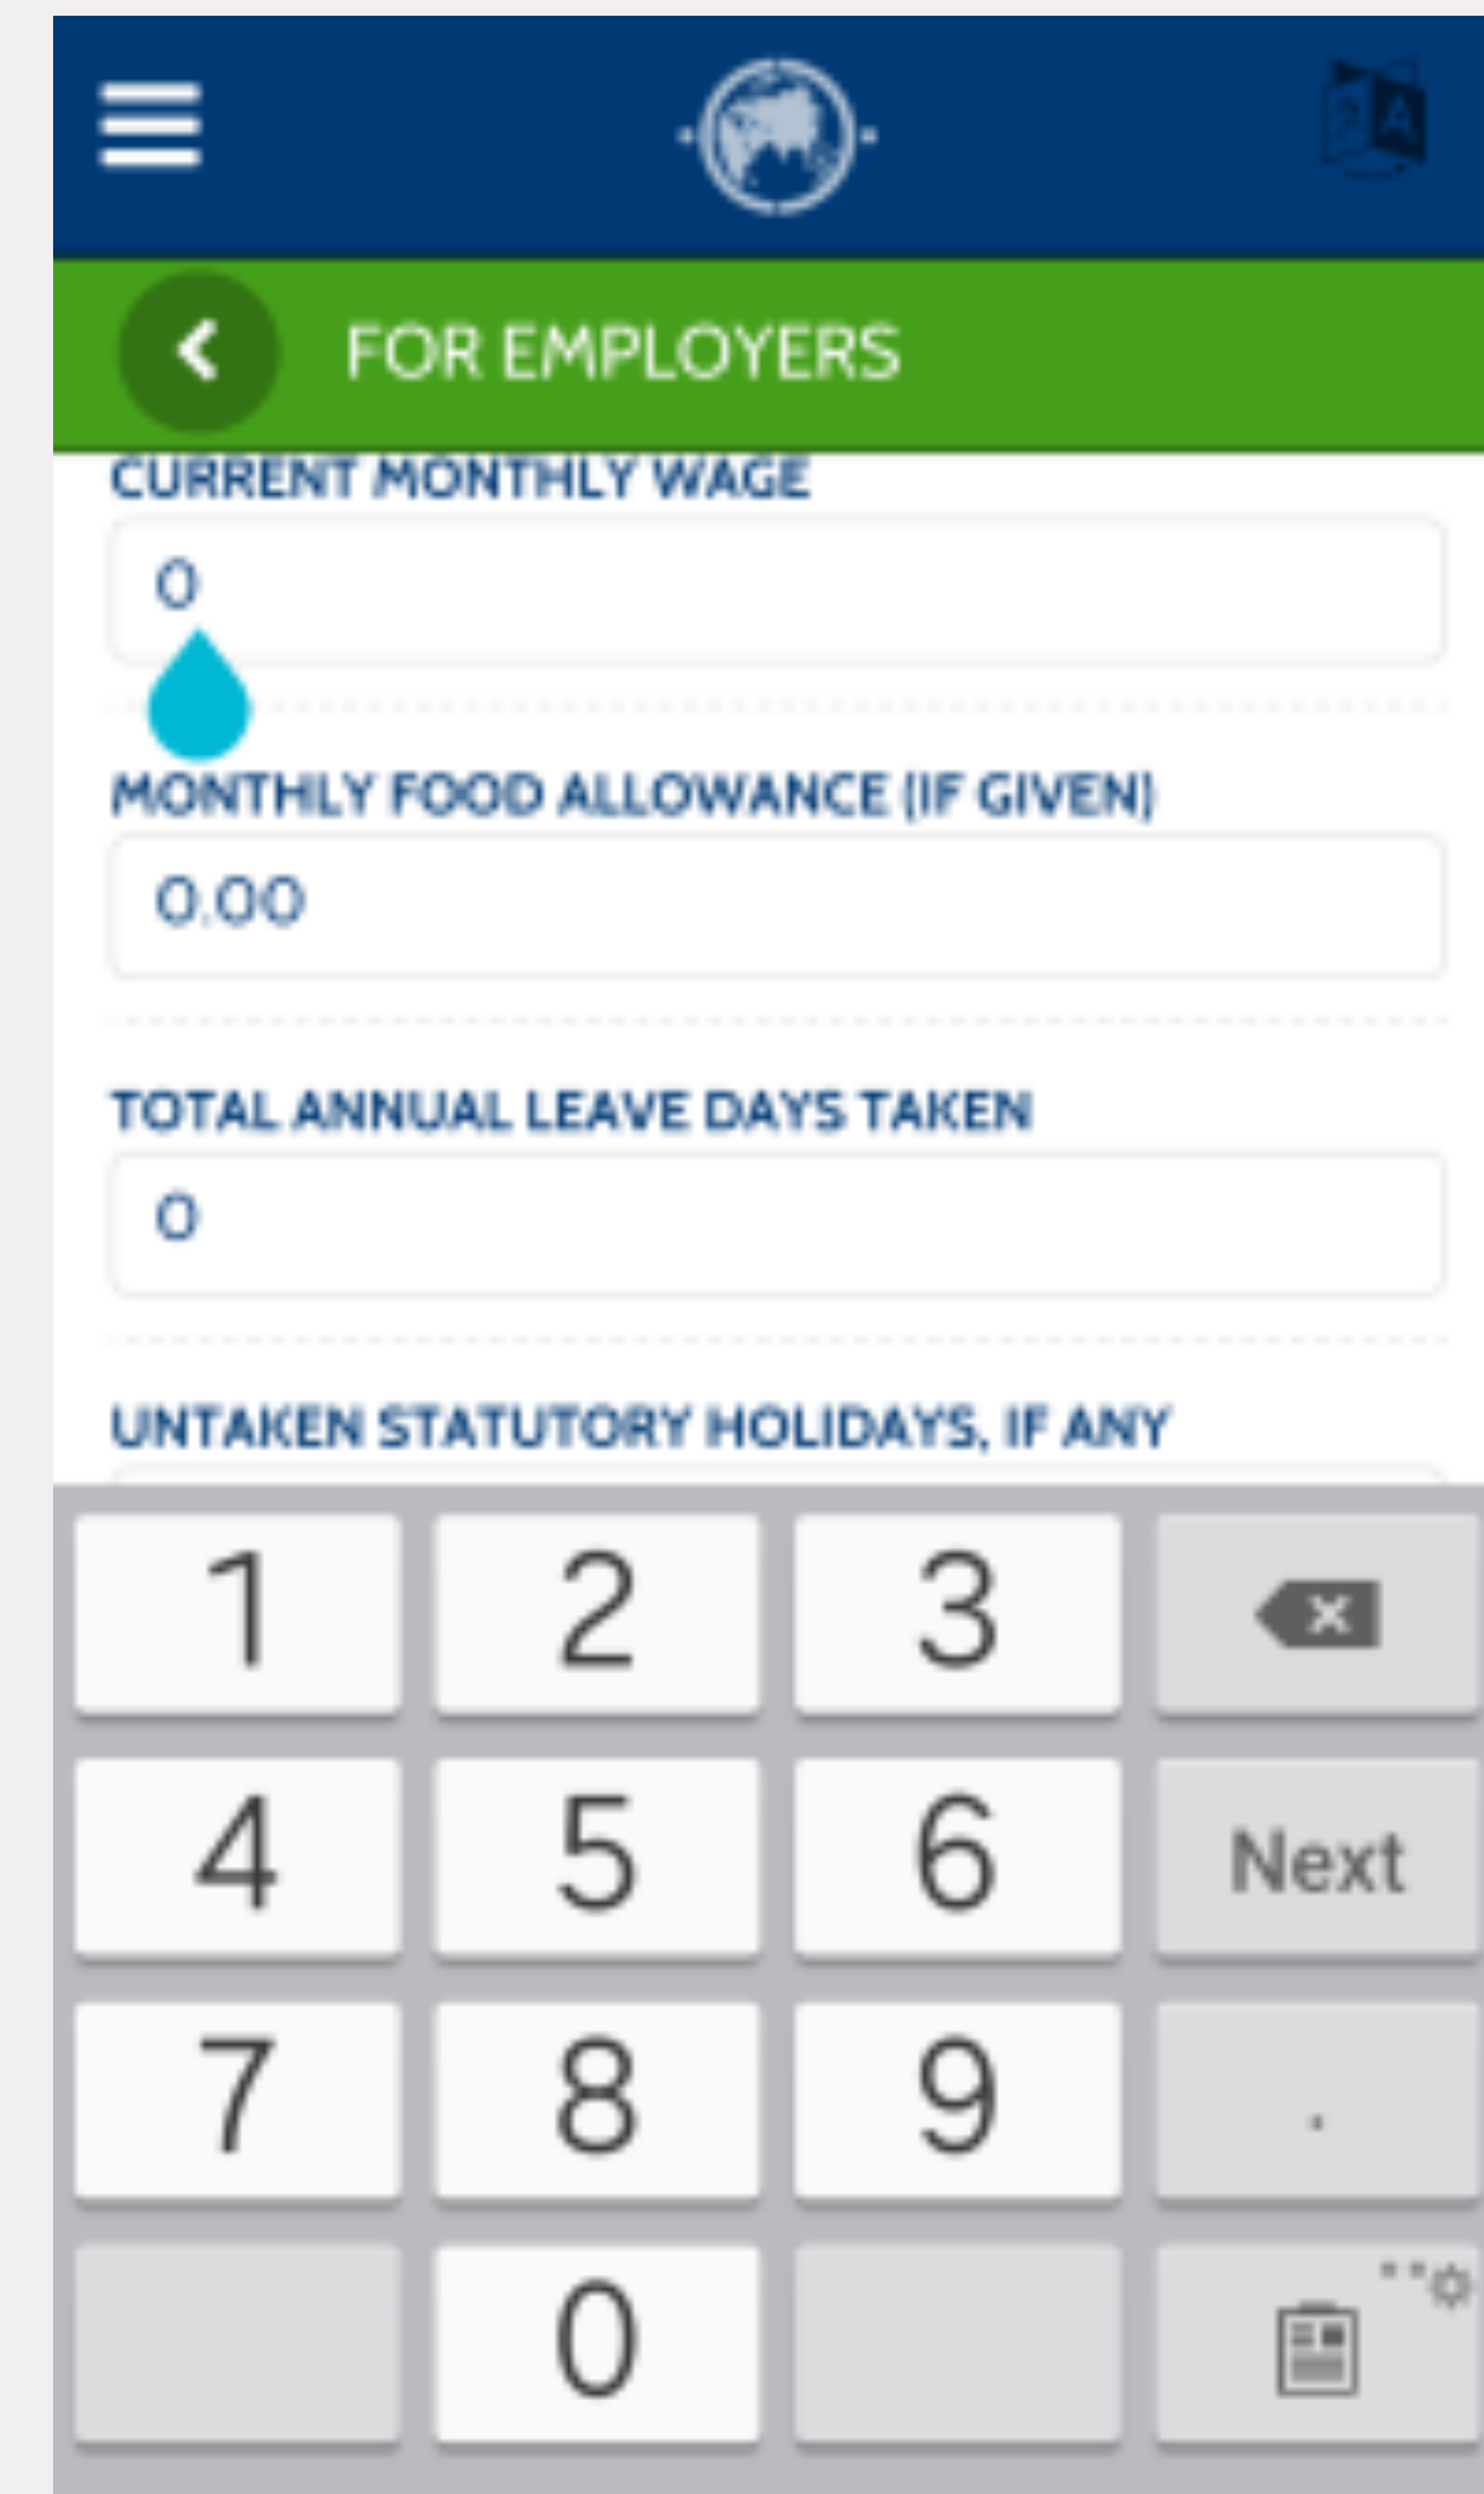 A
FOR EMPLOYERS
CURRENT MONTHLY WAGE
0
MONTHLY FOOD ALLOWANCE (IF GIVEN)
0.00
TOTAL ANNUAL LEAVE DAYS TAKEN
0
UNTAKEN STATUTORY HOLIDAYS, IF ANY
1 2 3
4 5 6 Next
7 8 9 .
0